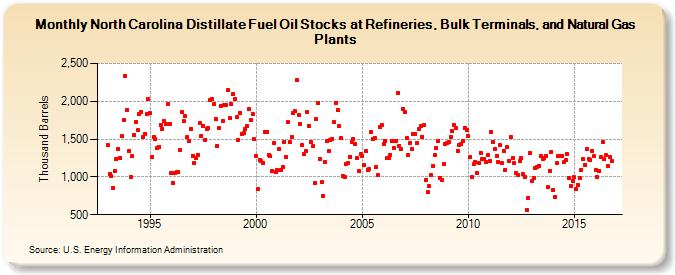 Monthly North Carolina Distillate Fuel Oil Stocks at Refineries, Bulk Terminals, and Natural Gas
Plants
Thousand Barrels
2,500
2,000
1,500
1,000
500
1995 2000 2005 2010 2015
Source: U.S. Energy Information Administration